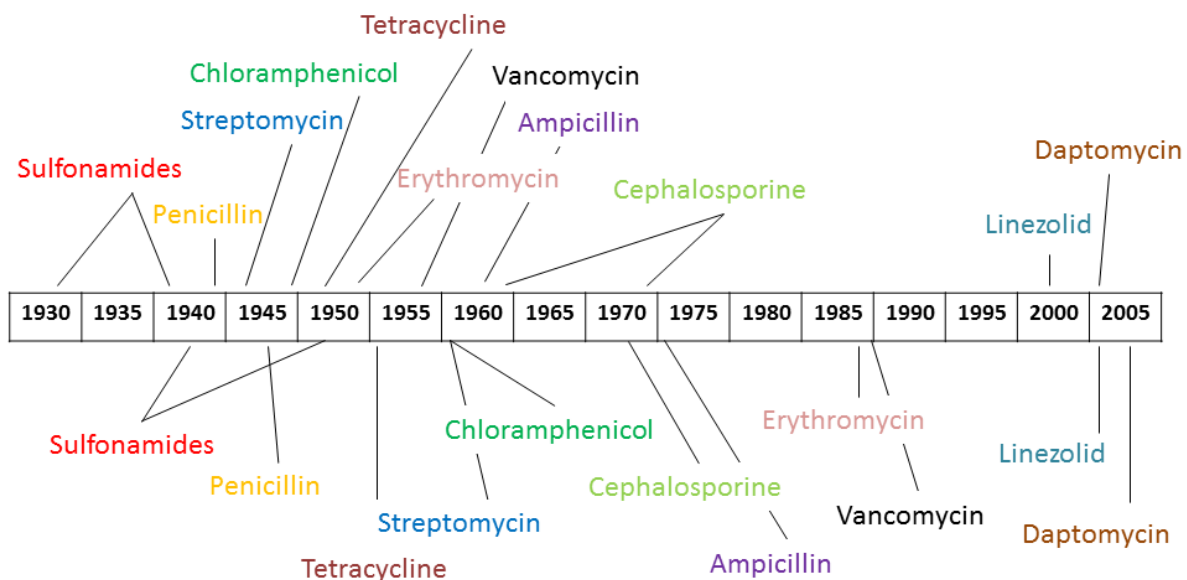 Tetracycline
Chloramphenicol
Vancomycin
Streptomycin
Ampicillin
Daptomycin
Sulfonamides
Erythromycin
Cephalosporine
Penicillin
Linezolid
1930 1935 1940 1945 1950 1955 1960 1965 1970 1975 1980 1985 1990 1995 2000 2005
Erythromycin
Chloramphenicol
Sulfonamides
Linezolid
Penicillin
Cephalosporine
Vancomycin
Streptomycin
Daptomycin
Ampicillin
Tetracycline